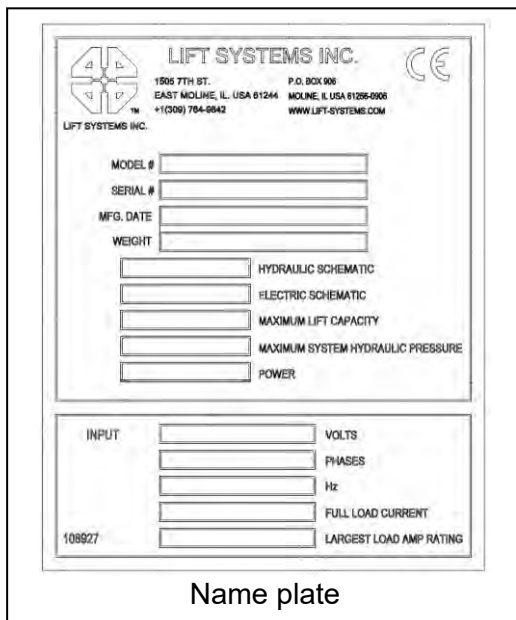 LIFT SYSTEMS INC.
CE
1505 7TH ST.
EAST MOLINE, IL. USA 61244
+1(309) 764-9842
P.O. BOX 906
MOLINE, IL USA 61266-0906
WWW.LIFT-SYSTEMS.COM
TM
LIFT SYSTEMS INC.
MODEL #
SERIAL #
MFG. DATE
WEIGHT
HYDRAULIC SCHEMATIC
ELECTRIC SCHEMATIC
MAXIMUM LIFT CAPACITY
MAXIMUM SYSTEM HYDRAULIC PRESSURE
POWER
INPUT
VOLTS
PHASES
Hz
FULL LOAD CURRENT
108927
LARGEST LOAD AMP RATING
Name plate